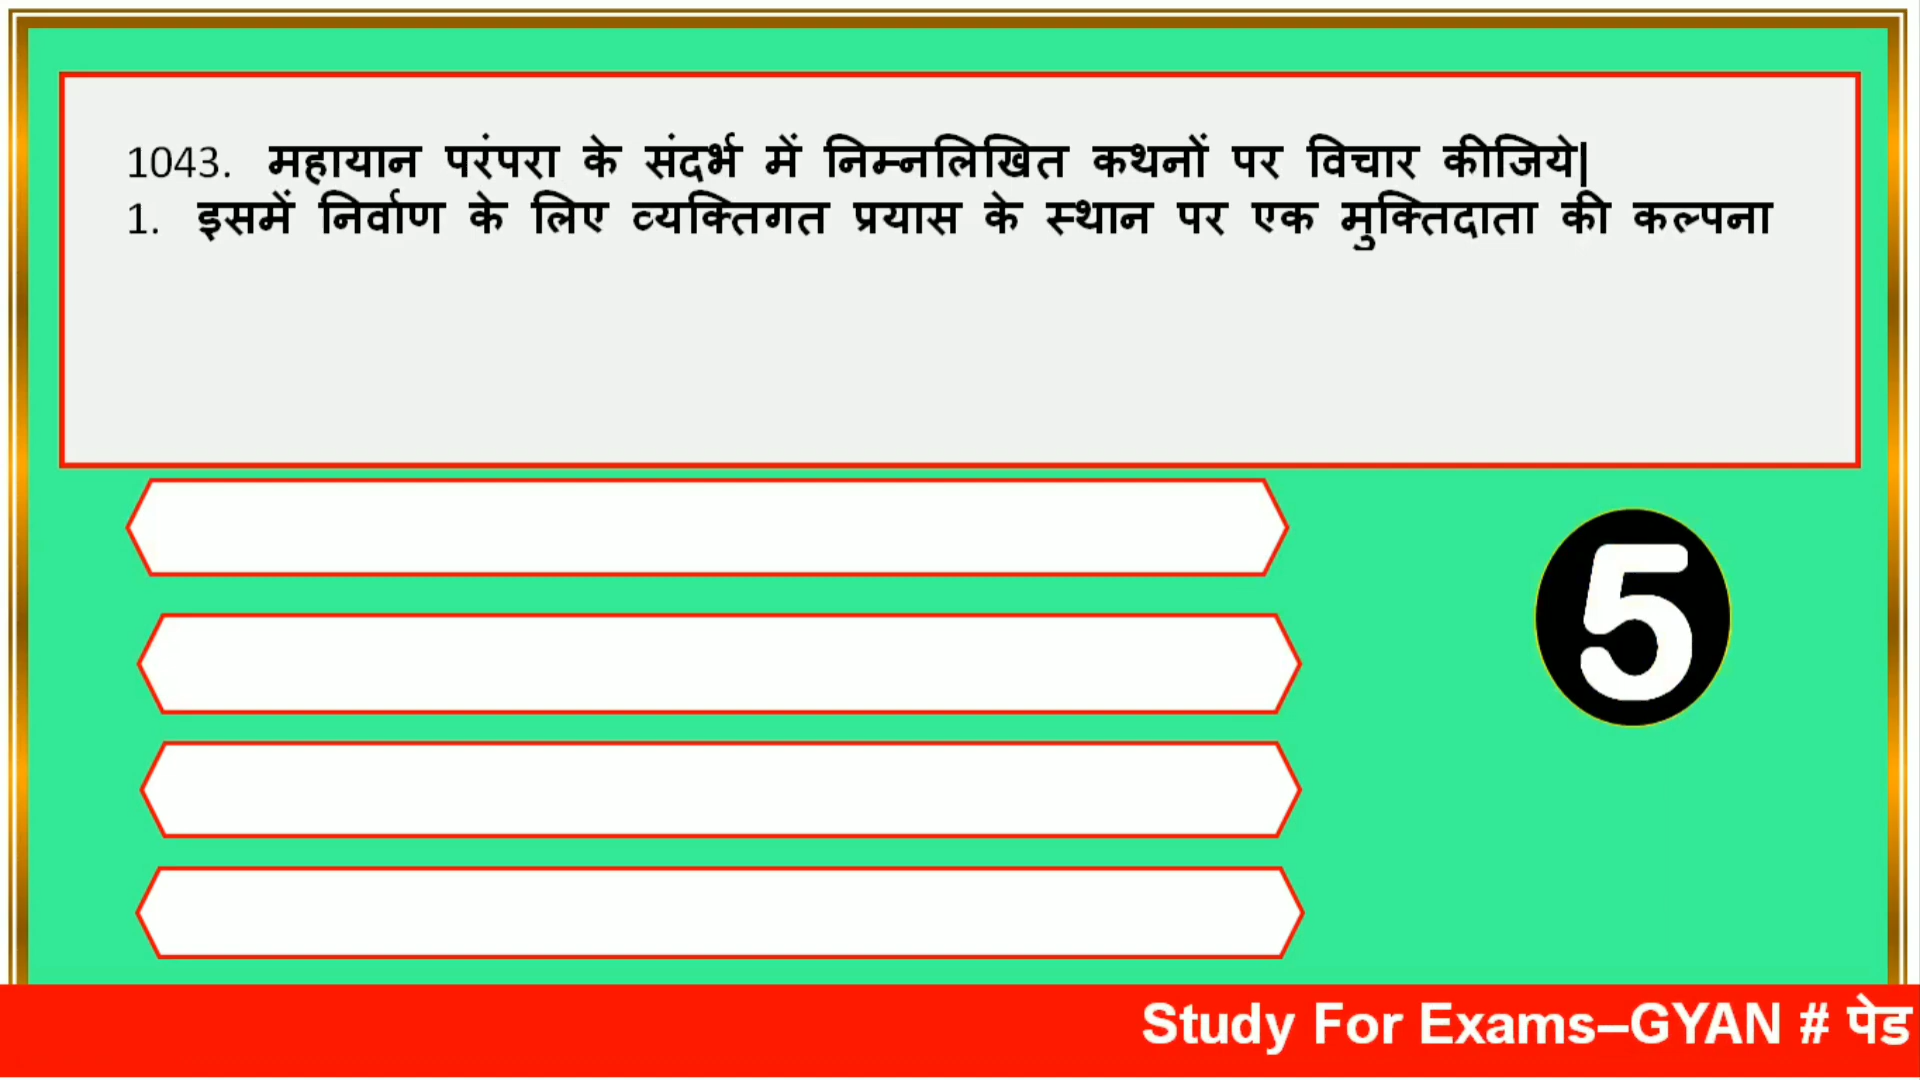 1043. महायान परंपरा के संदर्भ में निम्नलिखित कथनों पर विचार कीजिये|
1. इसमें निर्वाण के लिए व्यक्तिगत प्रयास के स्थान पर एक मुक्तिदाता की कल्पना
5
Study For Exams–GYAN # पेड